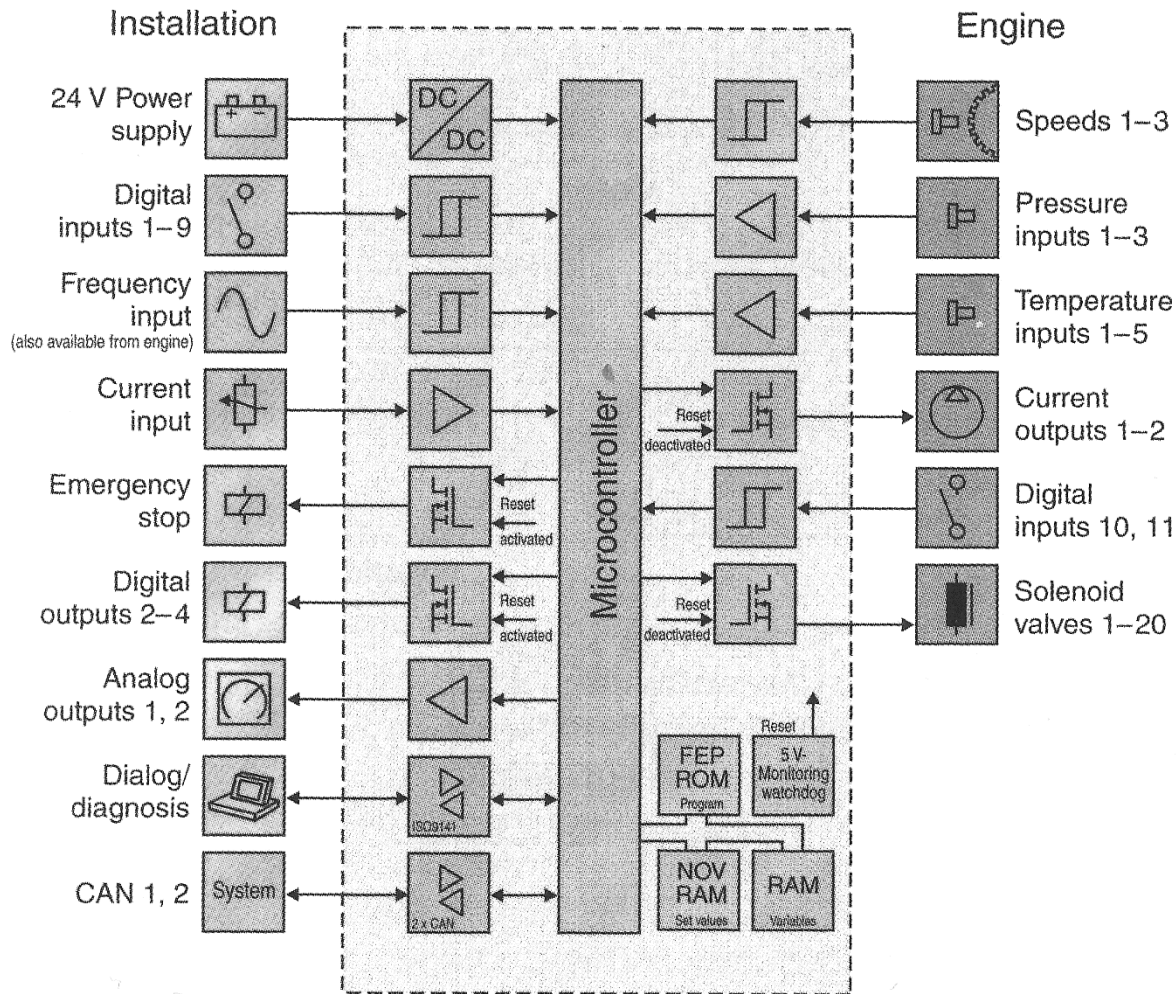 Installation
Engine
24 V Power
supply
DC
DC
Speeds 1–3
Digital
inputs 1–9
Pressure
inputs 1–3
Frequency
input
(also available from engine)
Temperature
inputs 1–5
Current
input
Microcontroller
Reset
deactivated
Current
outputs 1–2
Emergency
stop
Reset
activated
Digital
inputs 10, 11
Digital
outputs 2–4
Reset
activated
Reset
deactivated
Solenoid
valves 1–20
Analog
outputs 1, 2
Reset
FEP
ROM
Program
5 V-
Monitoring
watchdog
Dialog/
diagnosis
ISO9141
CAN 1, 2
System
2 x CAN
NOV
RAM
Set values
RAM
Variables